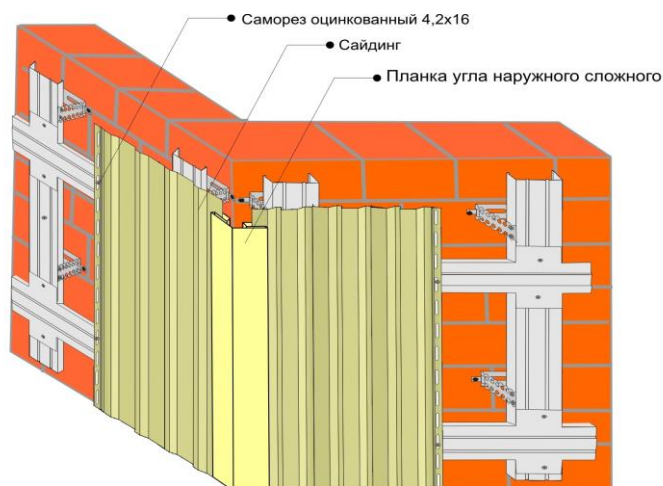 Саморез оцинкованный 4,2х16
Сайдинг
Планка угла наружного сложного